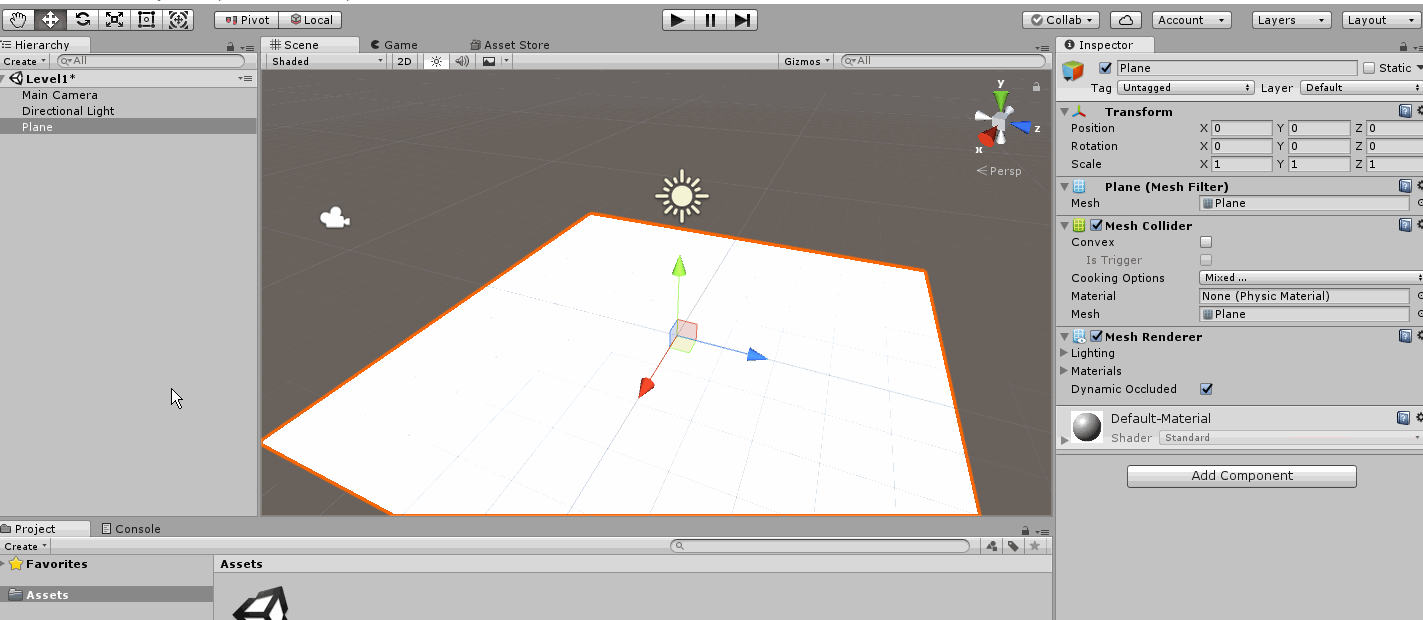 Pivot Local Collab Account Layers Layout
Hierarchy
Create All
Level1*
Main Camera
Directional Light
Plane
Scene Game Asset Store
Shaded 2D Gizmos All
y
z
x
Persp
Inspector
Plane Static
Tag Untagged Layer Default
Transform
Position X 0 Y 0 Z 0
Rotation X 0 Y 0 Z 0
Scale X 1 Y 1 Z 1
Plane (Mesh Filter)
Mesh Plane
Mesh Collider
Convex
Is Trigger
Cooking Options Mixed ...
Material None (Physic Material)
Mesh Plane
Mesh Renderer
Lighting
Materials
Dynamic Occluded
Default-Material
Shader Standard
Add Component
Project Console
Create
Favorites
Assets
Assets